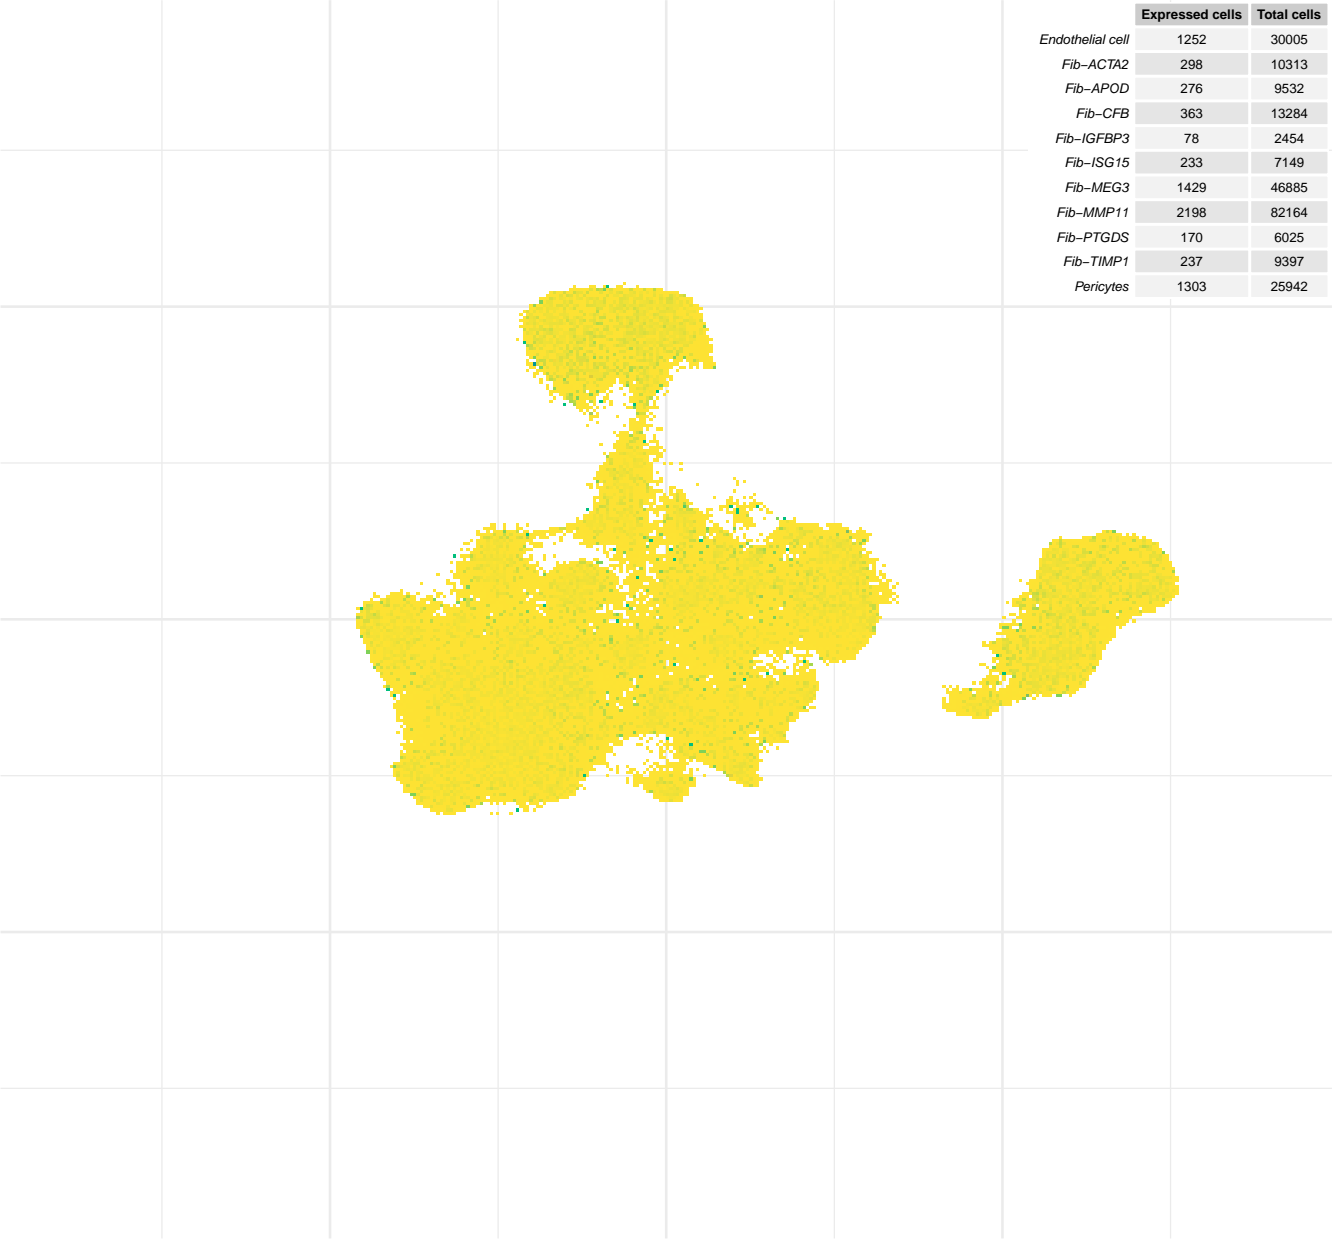 Expressed cells Total cells
Endothelial cell 1252 30005
Fib−ACTA2 298 10313
Fib−APOD 276 9532
Fib−CFB 363 13284
Fib−IGFBP3 78 2454
Fib−ISG15 233 7149
Fib−MEG3 1429 46885
Fib−MMP11 2198 82164
Fib−PTGDS 170 6025
Fib−TIMP1 237 9397
Pericytes 1303 25942